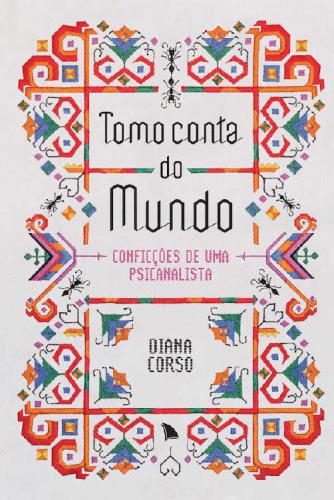 Tomo conta
do
Mundo
CONFICÇÕES DE UMA
PSICANALISTA
DIANA
CORSO